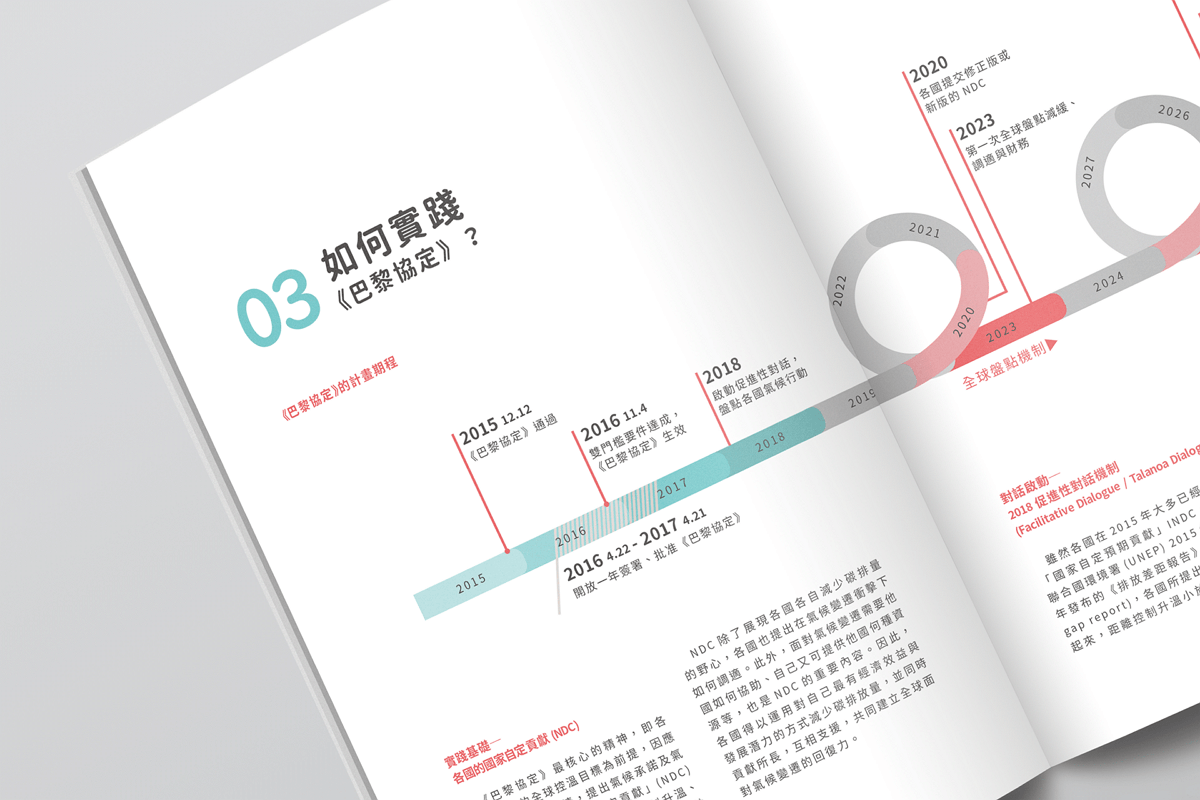 03
如何實踐
《巴黎協定》？
《巴黎協定》的計畫期程
2015 12.12
《巴黎協定》通過
2016 11.4
雙門檻要件達成，
《巴黎協定》生效
2018
啟動促進性對話，
盤點各國氣候行動
2015
2016
2017
2018
2019
2016 4.22 - 2017 4.21
開放一年簽署、批准《巴黎協定》
實踐基礎—
各國的國家自定貢獻 (NDC)
《巴黎協定》最核心的精神，即各
全球控溫目標為前提，因應
，提出氣候承諾及氣
貢獻」(NDC)
升溫、
NDC 除了展現各國各自減少碳排量
的野心，各國也提出在氣候變遷衝擊下
如何調適。此外，面對氣候變遷需要他
國如何協助、自己又可提供他國何種資
源等，也是 NDC 的重要內容。因此，
各國得以運用對自己最有經濟效益與
發展潛力的方式減少碳排放量，並同時
貢獻所長，互相支援，共同建立全球面
對氣候變遷的回復力。
2020
各國提交修正版或
新版的 NDC
2023
第一次全球盤點減緩、
調適與財務
2020
2021
2022
2023
2024
2026
2027
全球盤點機制▶
對話啟動—
2018 促進性對話機制
(Facilitative Dialogue / Talanoa Dialog
雖然各國在 2015 年大多已經
「國家自定預期貢獻」INDC
聯合國環境署 (UNEP) 2015
年發布的《排放差距報告》
gap report)，各國所提出
起來，距離控制升溫小於